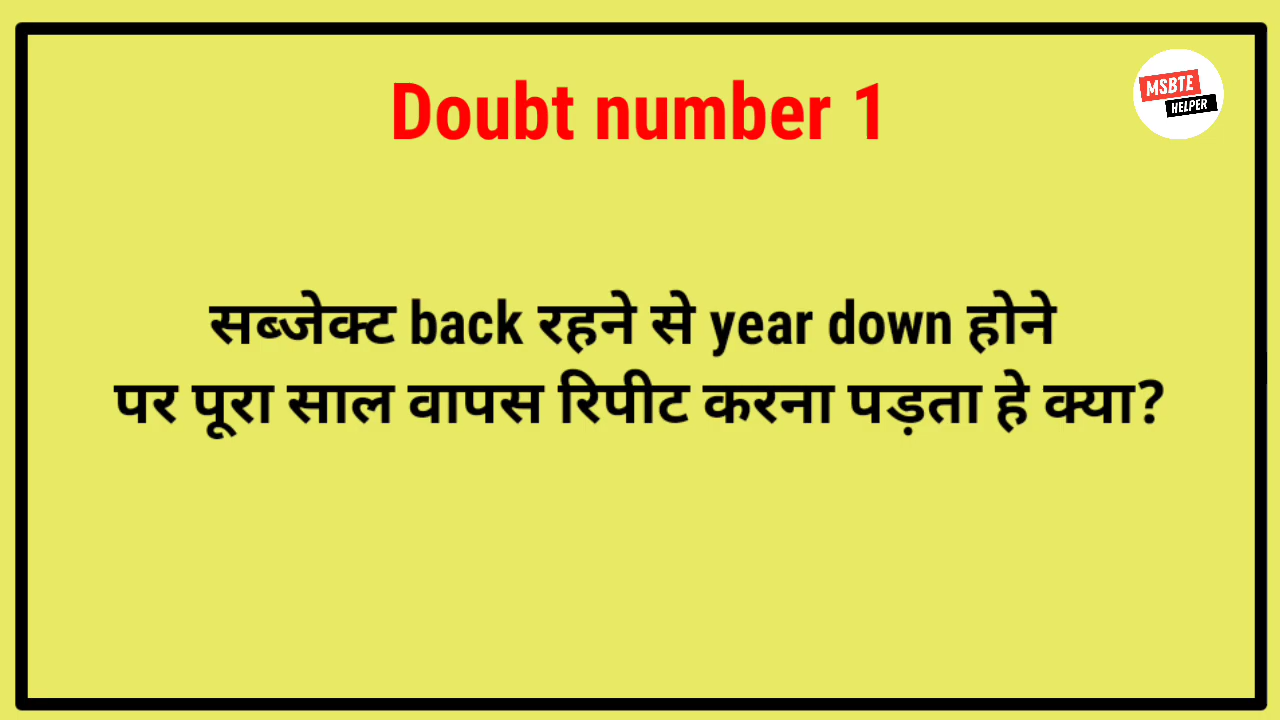 Doubt number 1
MSBTE
HELPER
सब्जेक्ट back रहने से year down होने
पर पूरा साल वापस रिपीट करना पड़ता हे क्या?